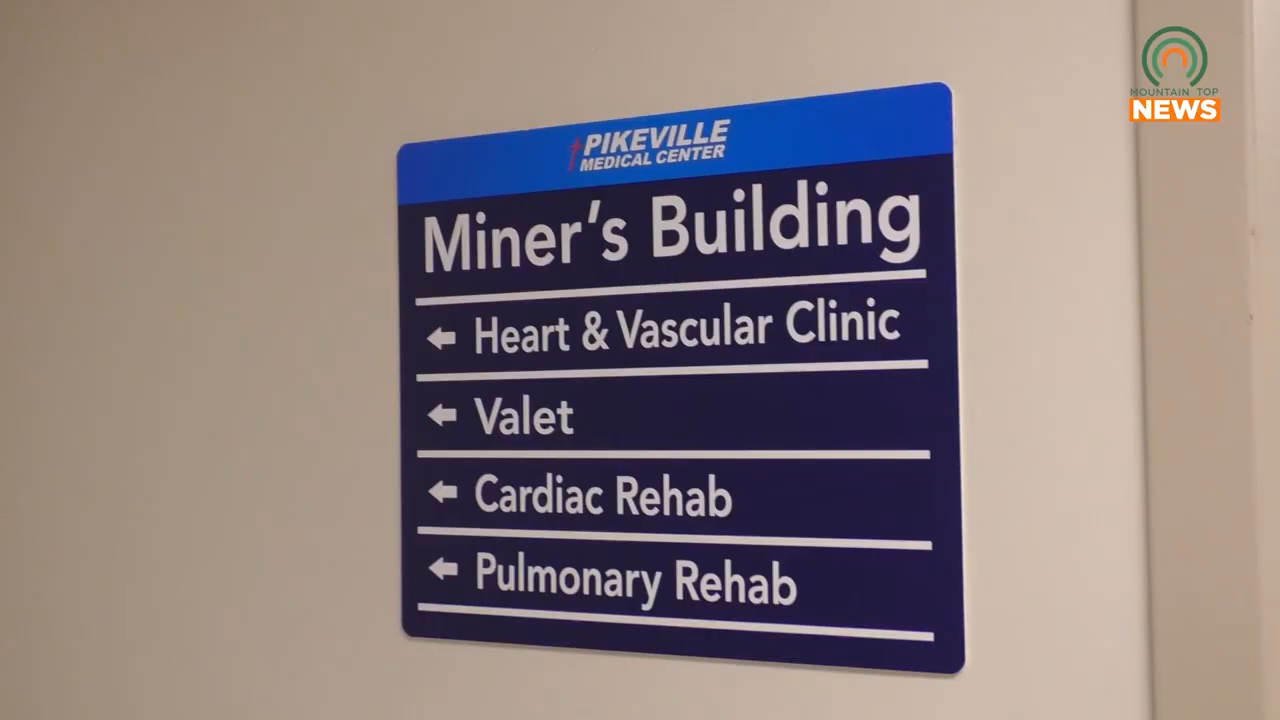 MOUNTAIN TOP
NEWS
PIKEVILLE
MEDICAL CENTER
Miner's Building
Heart & Vascular Clinic
Valet
Cardiac Rehab
Pulmonary Rehab